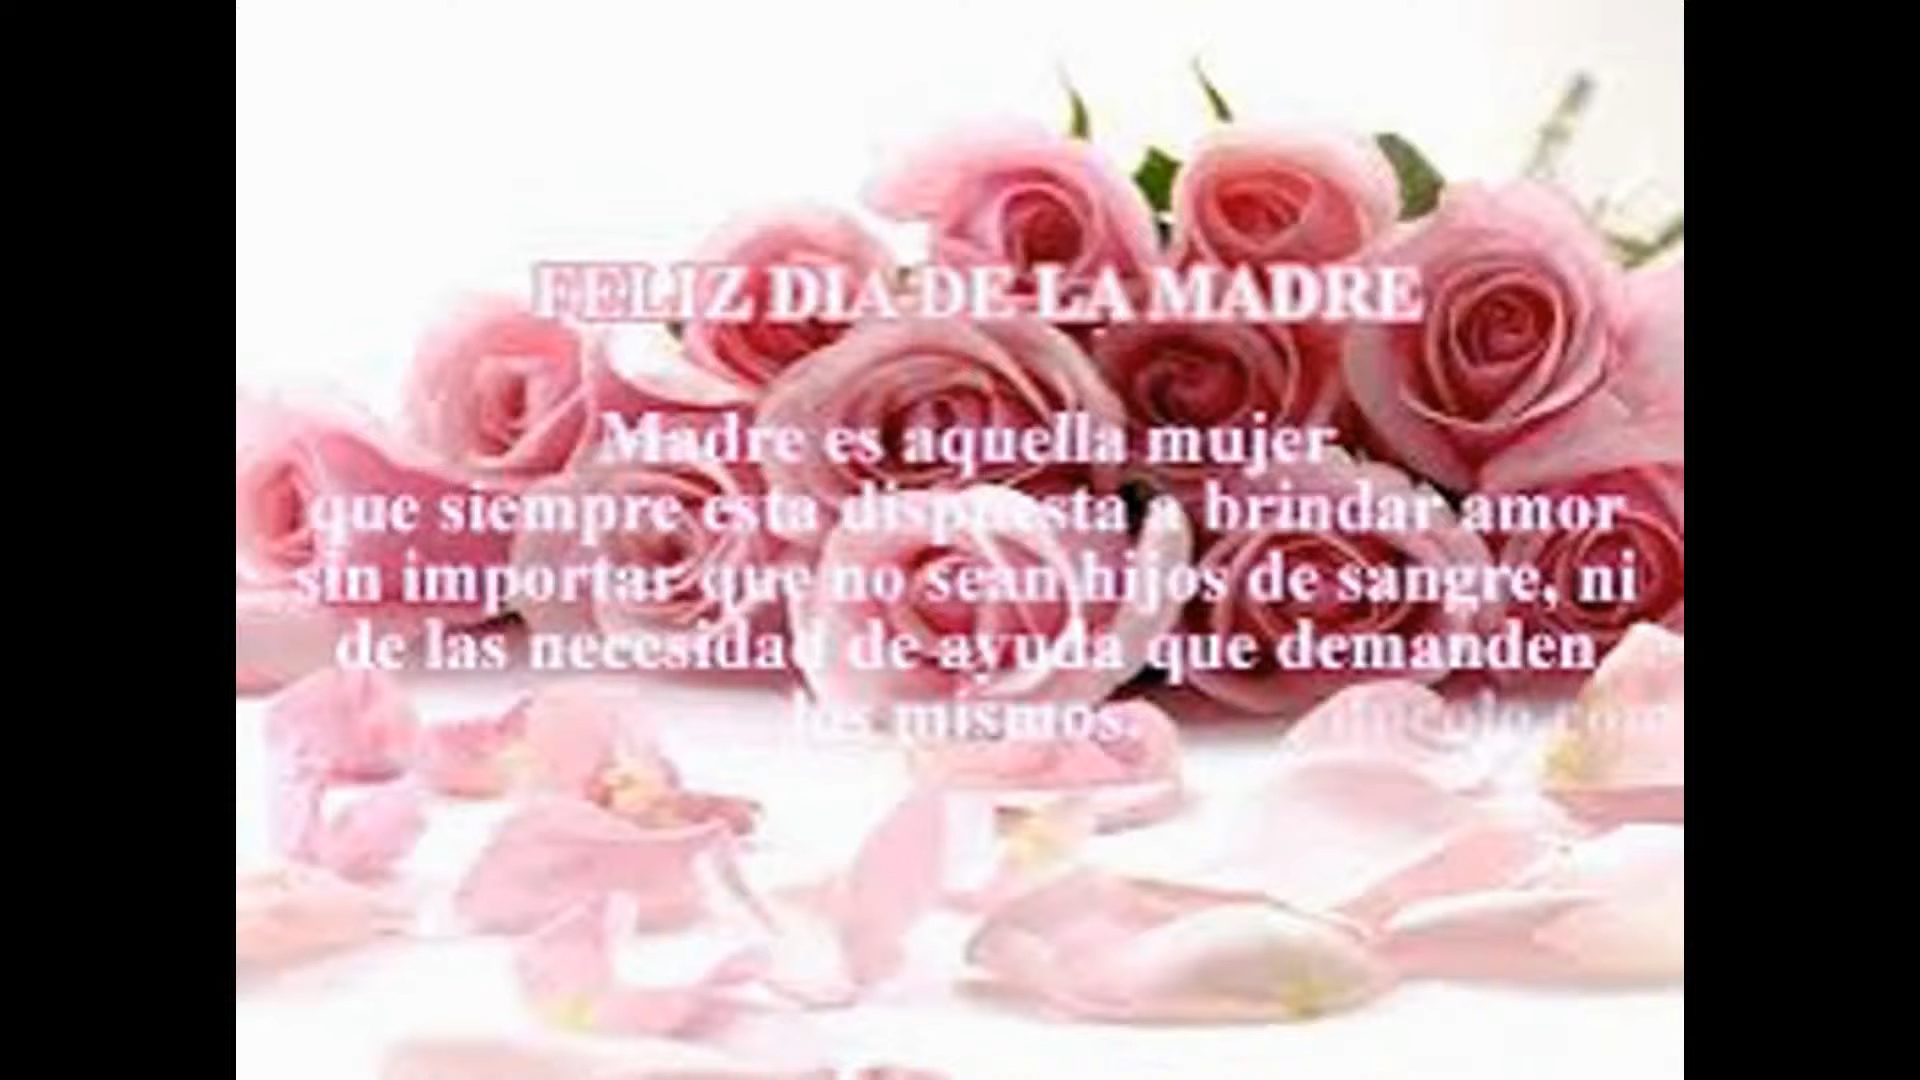 FELIZ DIA DE LA MADRE
Madre es aquella mujer
que siempre esta dispuesta a brindar amor
sin importar que no sean hijos de sangre, ni
de las necesidad de ayuda que demanden
los mismos.